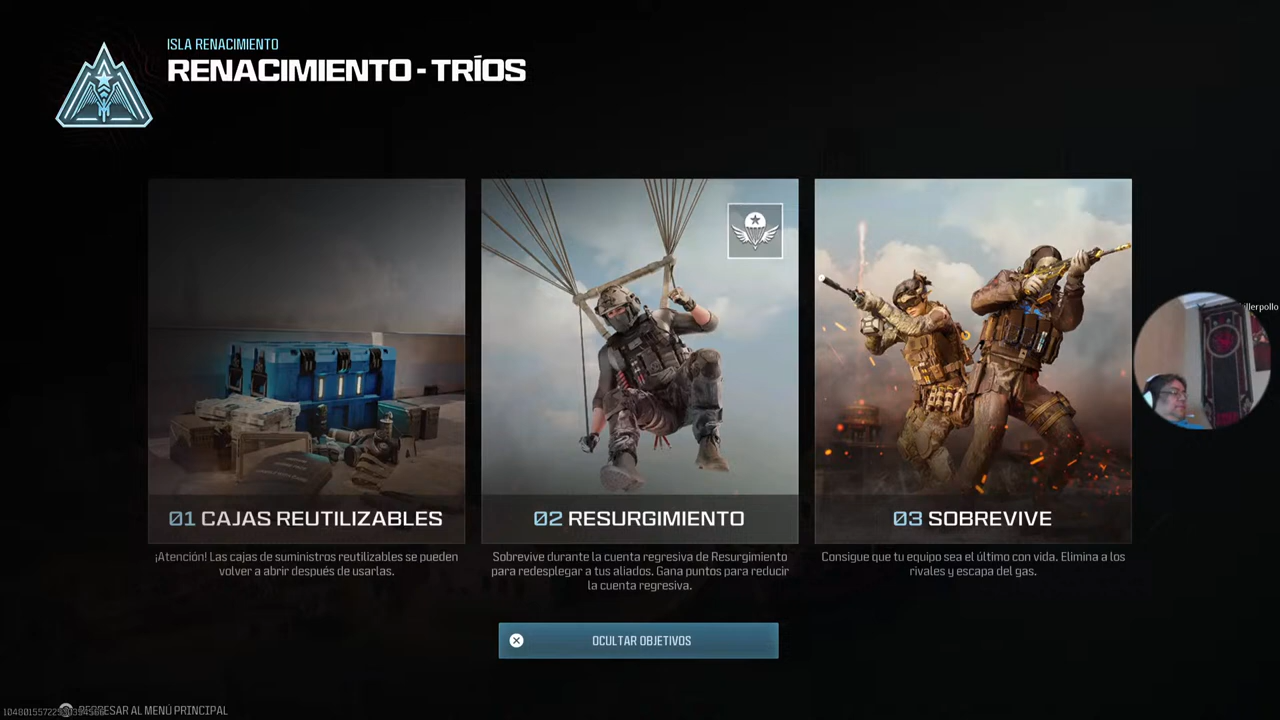 ISLA RENACIMIENTO
RENACIMIENTO - TRÍOS
01 CAJAS REUTILIZABLES
¡Atención! Las cajas de suministros reutilizables se pueden
volver a abrir después de usarlas.
02 RESURGIMIENTO
Sobrevive durante la cuenta regresiva de Resurgimiento
para redesplegar a tus aliados. Gana puntos para reducir
la cuenta regresiva.
03 SOBREVIVE
Consigue que tu equipo sea el último con vida. Elimina a los
rivales y escapa del gas.
illerpollo
OCULTAR OBJETIVOS
REGRESAR AL MENÚ PRINCIPAL